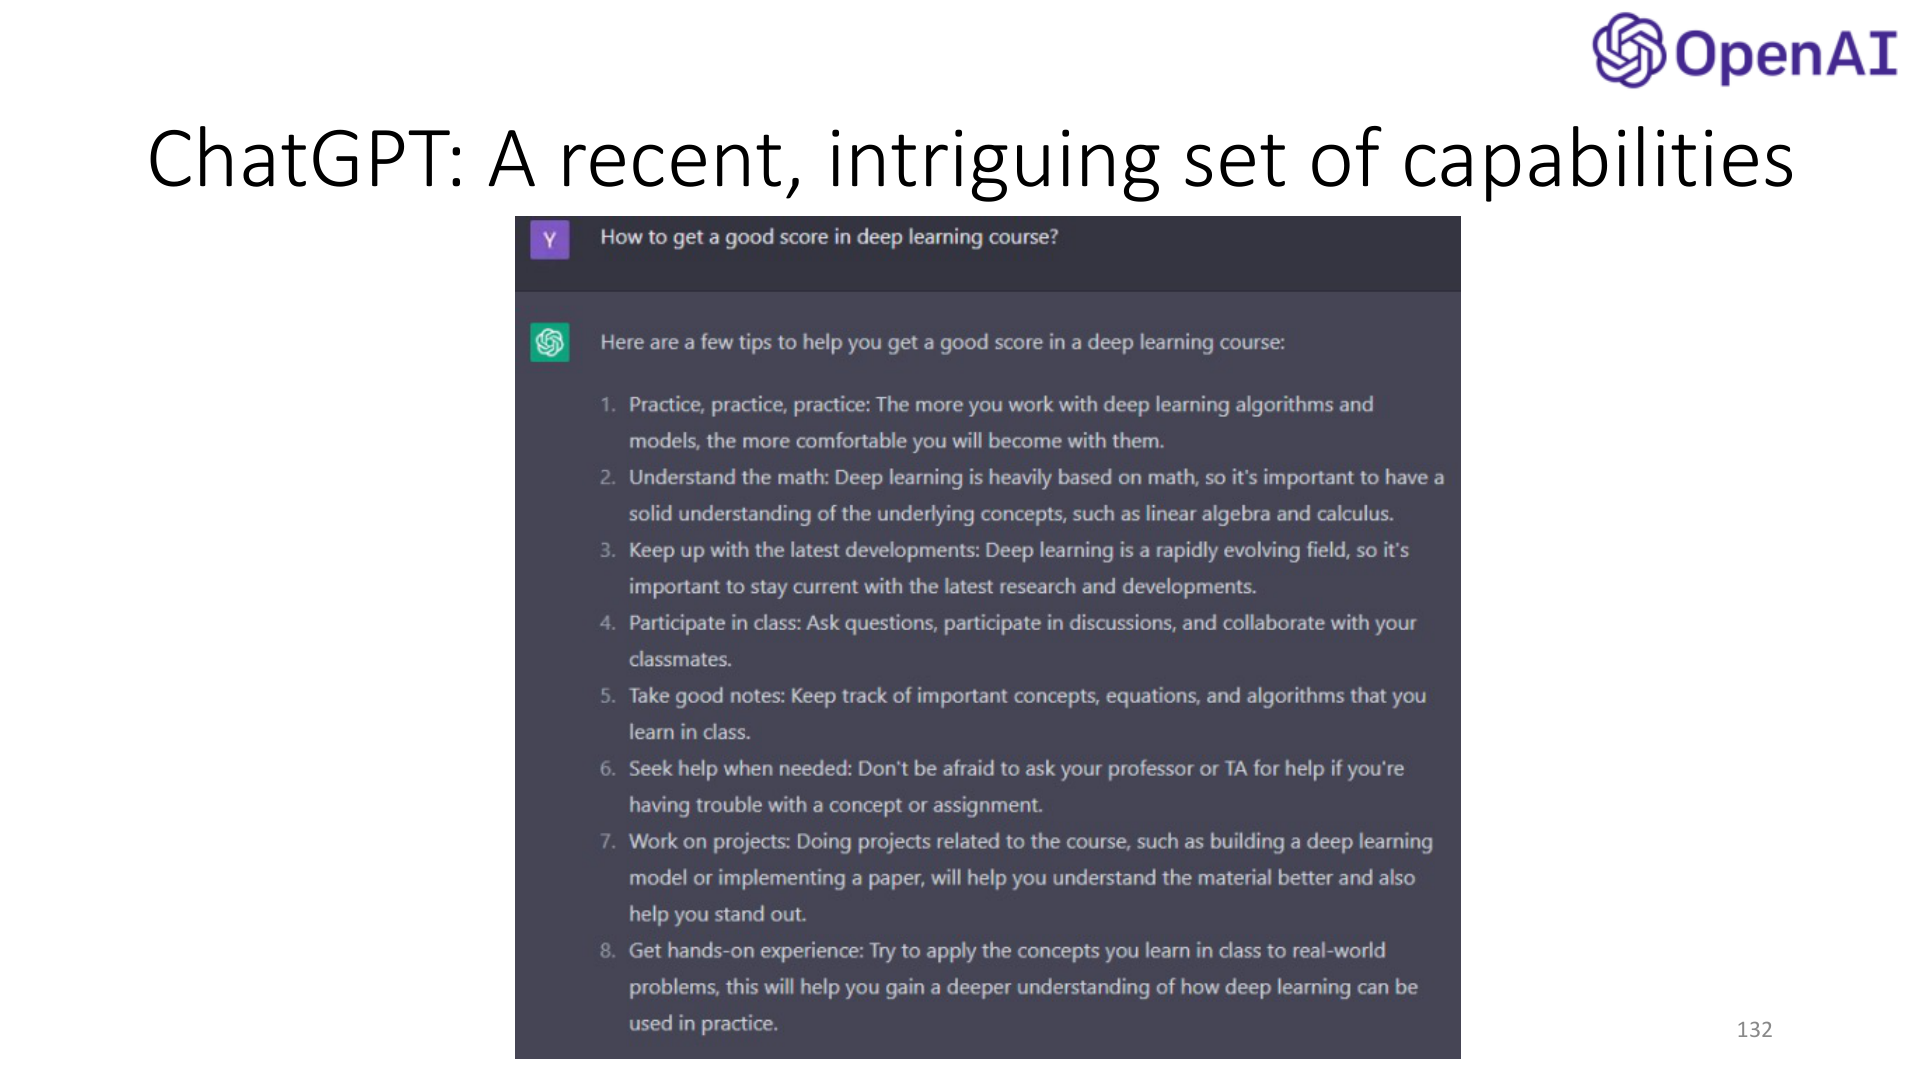 OpenAI
ChatGPT: A recent, intriguing set of capabilities
Y
How to get a good score in deep learning course?
Here are a few tips to help you get a good score in a deep learning course:
1. Practice, practice, practice: The more you work with deep learning algorithms and
models, the more comfortable you will become with them.
2. Understand the math: Deep learning is heavily based on math, so it's important to have a
solid understanding of the underlying concepts, such as linear algebra and calculus.
3. Keep up with the latest developments: Deep learning is a rapidly evolving field, so it's
important to stay current with the latest research and developments.
4. Participate in class: Ask questions, participate in discussions, and collaborate with your
classmates.
5. Take good notes: Keep track of important concepts, equations, and algorithms that you
learn in class.
6. Seek help when needed: Don't be afraid to ask your professor or TA for help if you're
having trouble with a concept or assignment.
7. Work on projects: Doing projects related to the course, such as building a deep learning
model or implementing a paper, will help you understand the material better and also
help you stand out.
8. Get hands-on experience: Try to apply the concepts you learn in class to real-world
problems, this will help you gain a deeper understanding of how deep learning can be
used in practice.
132